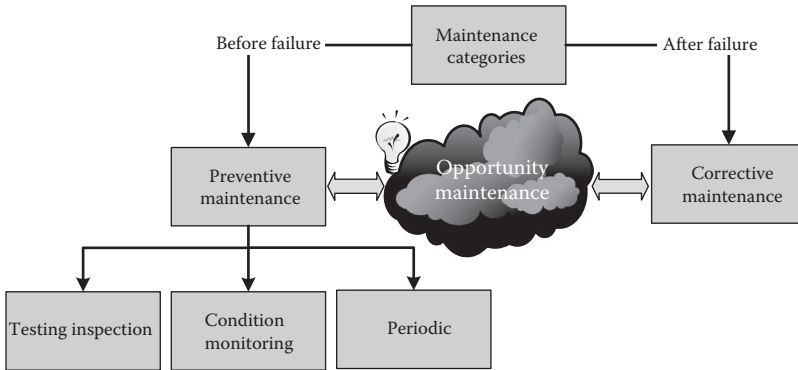 Maintenance
categories
Before failure
After failure
Preventive
maintenance
Opportunity
maintenance
Corrective
maintenance
Testing inspection
Condition
monitoring
Periodic